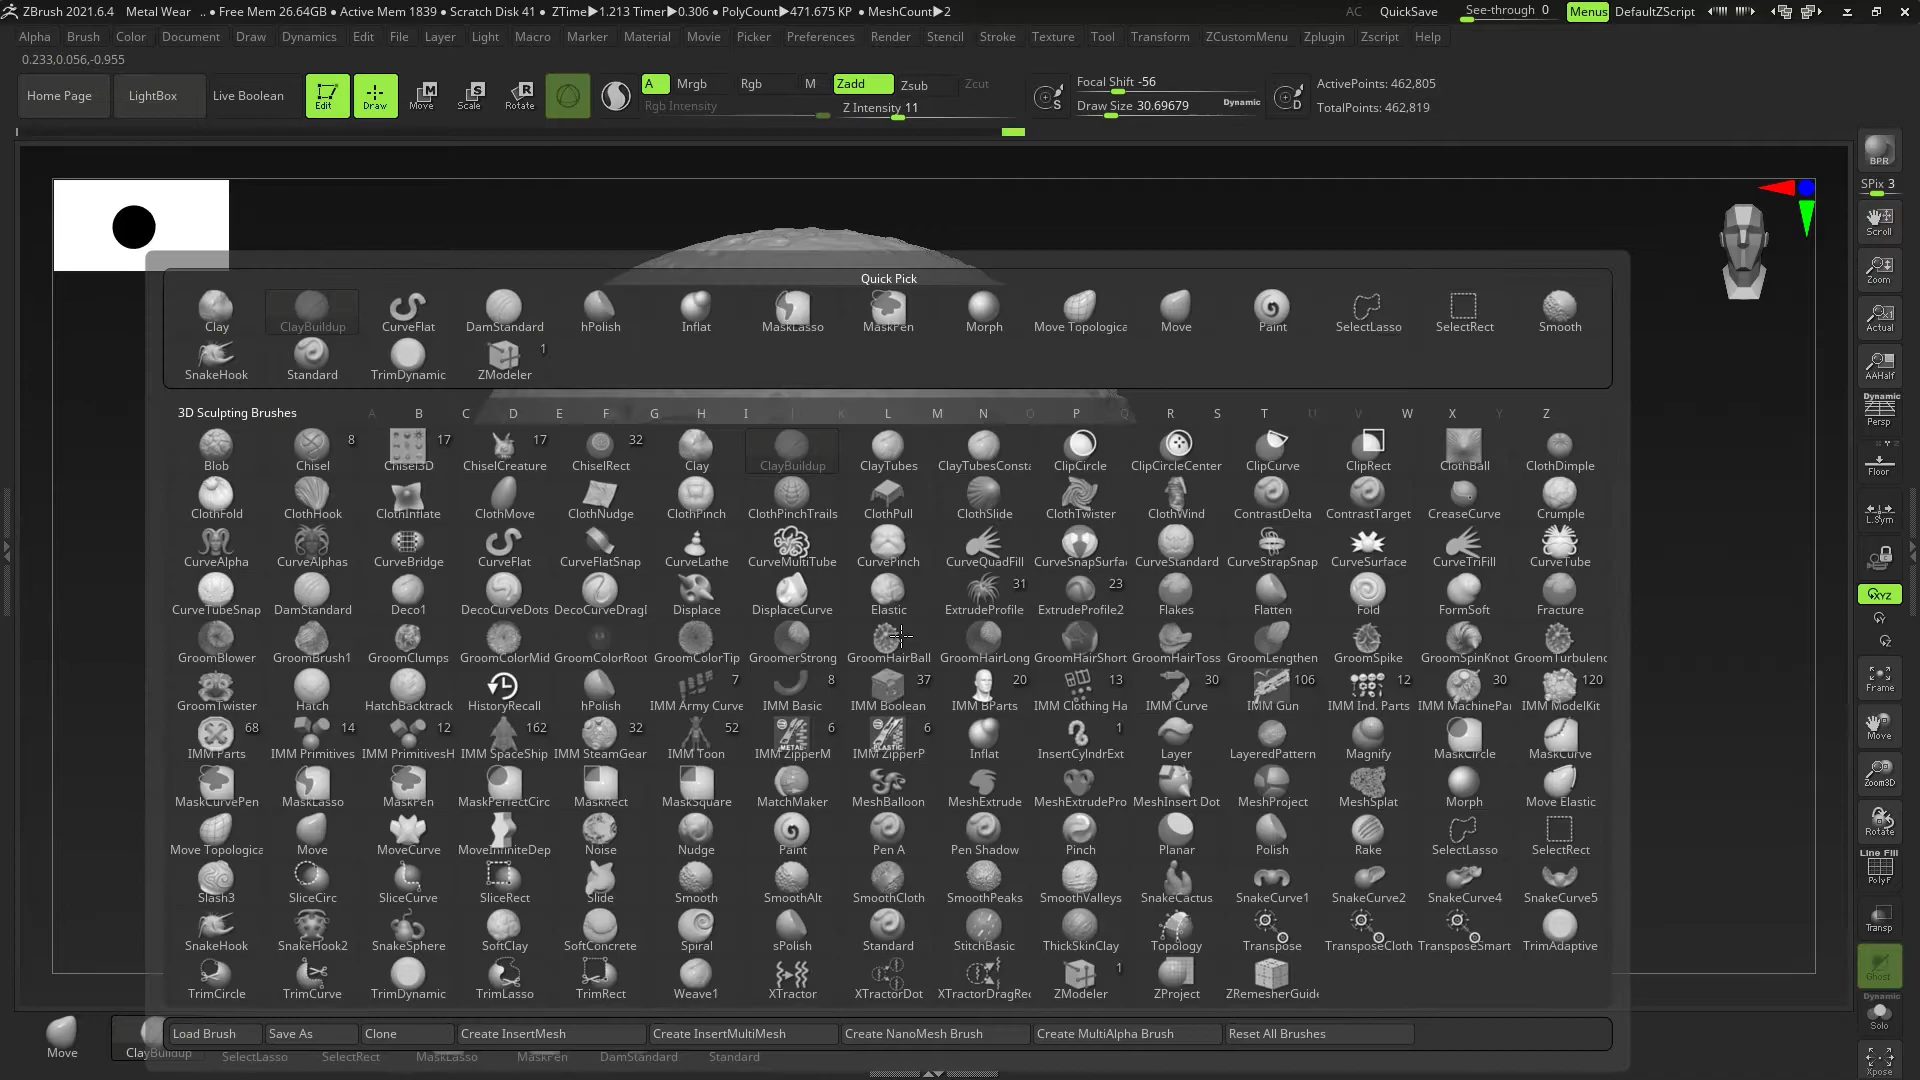 ZBrush 2021.6.4 Metal Wear .. • Free Mem 26.64GB • Active Mem 1839 • Scratch Disk 41 • ZTime▶1.213 Timer▶0.306 • PolyCount▶471.675 KP • MeshCount▶2 AC QuickSave See-through 0 Menus DefaultZScript
Alpha Brush Color Document Draw Dynamics Edit File Layer Light Macro Marker Material Movie Picker Preferences Render Stencil Stroke Texture Tool Transform ZCustomMenu Zplugin Zscript Help
0.233,0.056,-0.955
Home Page LightBox Live Boolean Edit Draw Move Scale Rotate A Mrgb Rgb M Zadd Zsub Zcut Focal Shift -56 ActivePoints: 462,805
Rgb Intensity Z Intensity 11 S Draw Size 30.69679 Dynamic D TotalPoints: 462,819
BPR
SPix 3
Scroll
Zoom
Actual
AAHalf
Dynamic
Persp
Floor
L.Sym
XYZ
Frame
Move
Zoom3D
Rotate
Line Fill
PolyF
Transp
Ghost
Dynamic
Solo
Xpose
Quick Pick
Clay ClayBuildup CurveFlat DamStandard hPolish Inflat MaskLasso MaskPen Morph Move Topologica Move Paint SelectLasso SelectRect Smooth
1
SnakeHook Standard TrimDynamic ZModeler
3D Sculpting Brushes A B C D E F G H I J K L M N O P Q R S T U V W X Y Z
8 17 17 32
Blob Chisel Chisel3D ChiselCreature ChiselRect Clay ClayBuildup ClayTubes ClayTubesConsta ClipCircle ClipCircleCenter ClipCurve ClipRect ClothBall ClothDimple
ClothFold ClothHook ClothInflate ClothMove ClothNudge ClothPinch ClothPinchTrails ClothPull ClothSlide ClothTwister ClothWind ContrastDelta ContrastTarget CreaseCurve Crumple
CurveAlpha CurveAlphas CurveBridge CurveFlat CurveFlatSnap CurveLathe CurveMultiTube CurvePinch CurveQuadFill CurveSnapSurfa CurveStandard CurveStrapSnap CurveSurface CurveTriFill CurveTube
31 23
CurveTubeSnap DamStandard Deco1 DecoCurveDots DecoCurveDragl Displace DisplaceCurve Elastic ExtrudeProfile ExtrudeProfile2 Flakes Flatten Fold FormSoft Fracture
GroomBlower GroomBrush1 GroomClumps GroomColorMid GroomColorRoot GroomColorTip GroomerStrong GroomHairBall GroomHairLong GroomHairShort GroomHairToss GroomLengthen GroomSpike GroomSpinKnot GroomTurbulenc
7 8 37 20 13 30 106 12 30 120
GroomTwister Hatch HatchBacktrack HistoryRecall hPolish IMM Army Curve IMM Basic IMM Boolean IMM BParts IMM Clothing Ha IMM Curve IMM Gun IMM Ind. Parts IMM MachinePar IMM ModelKit
68 14 12 162 32 52 6 6 1
IMM Parts IMM Primitives IMM PrimitivesH IMM SpaceShip IMM SteamGear IMM Toon IMM ZipperM IMM ZipperP Inflat InsertCylndrExt Layer LayeredPattern Magnify MaskCircle MaskCurve
MaskCurvePen MaskLasso MaskPen MaskPerfectCirc MaskRect MaskSquare MatchMaker MeshBalloon MeshExtrude MeshExtrudePro MeshInsert Dot MeshProject MeshSplat Morph Move Elastic
Move Topologica Move MoveCurve MoveInfiniteDep Noise Nudge Paint Pen A Pen Shadow Pinch Planar Polish Rake SelectLasso SelectRect
Slash3 SliceCirc SliceCurve SliceRect Slide Smooth SmoothAlt SmoothCloth SmoothPeaks SmoothValleys SnakeCactus SnakeCurve1 SnakeCurve2 SnakeCurve4 SnakeCurve5
SnakeHook SnakeHook2 SnakeSphere SoftClay SoftConcrete Spiral sPolish Standard StitchBasic ThickSkinClay Topology Transpose TransposeCloth TransposeSmart TrimAdaptive
1
TrimCircle TrimCurve TrimDynamic TrimLasso TrimRect Weave1 XTractor XTractorDot XTractorDragRec ZModeler ZProject ZRemesherGuide
Load Brush Save As Clone Create InsertMesh Create InsertMultiMesh Create NanoMesh Brush Create MultiAlpha Brush Reset All Brushes
Move ClayBuildup SelectLasso SelectRect MaskLasso MaskPen DamStandard Standard